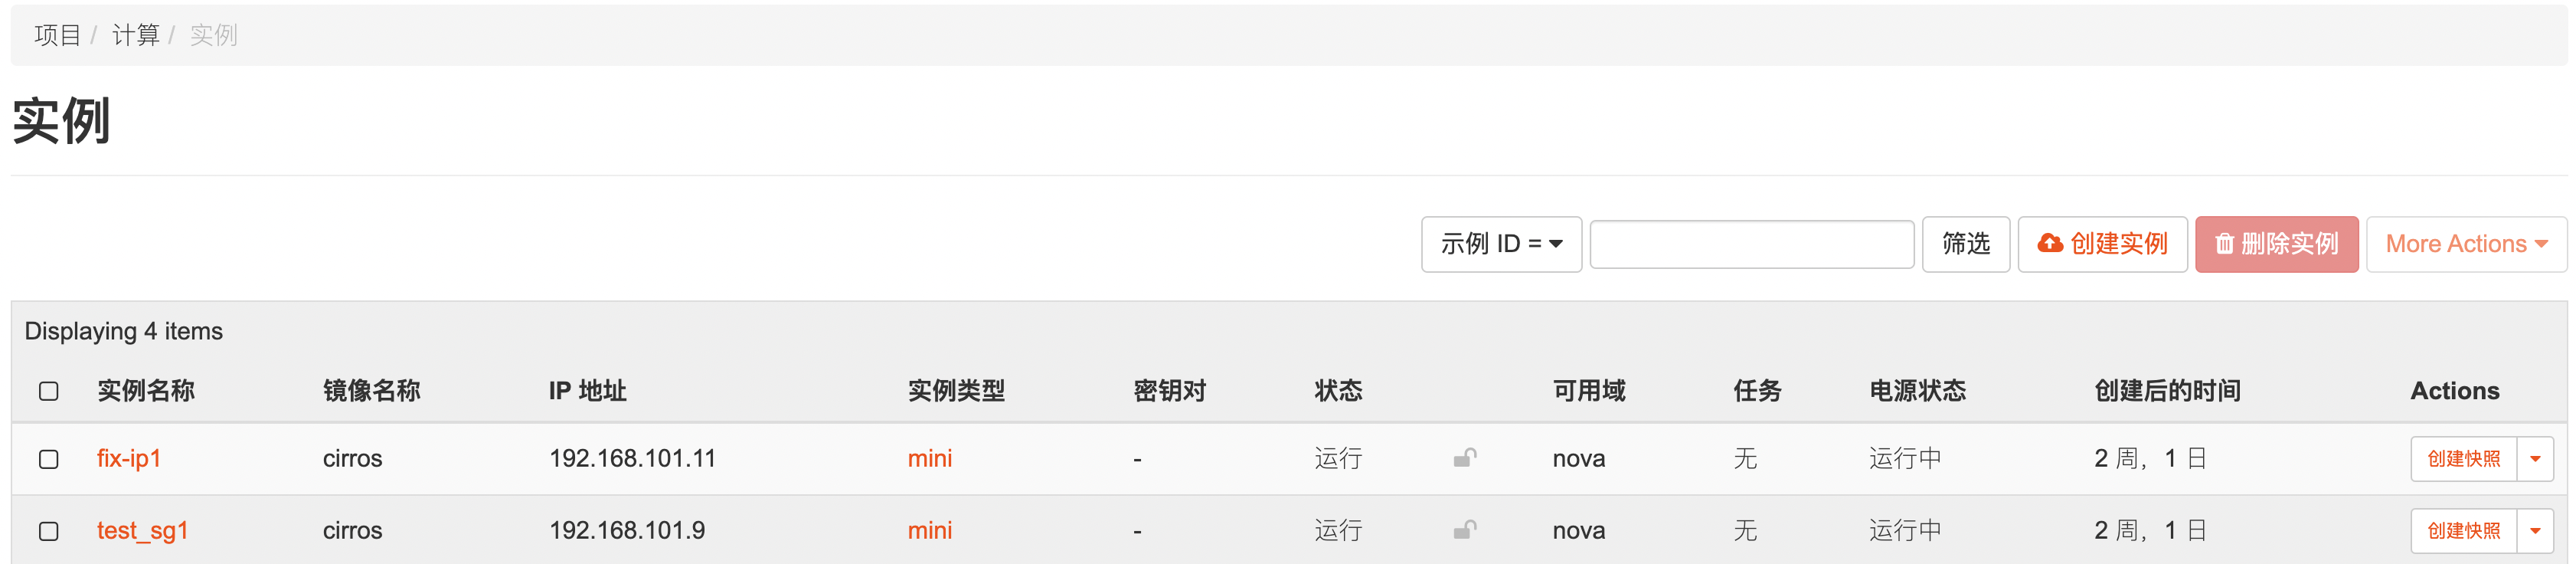 项目 / 计算 / 实例
实例
示例 ID = 筛选 创建实例 删除实例 More Actions
Displaying 4 items
实例名称 镜像名称 IP 地址 实例类型 密钥对 状态 可用域 任务 电源状态 创建后的时间 Actions
fix-ip1 cirros 192.168.101.11 mini - 运行 nova 无 运行中 2 周，1 日 创建快照
test_sg1 cirros 192.168.101.9 mini - 运行 nova 无 运行中 2 周，1 日 创建快照